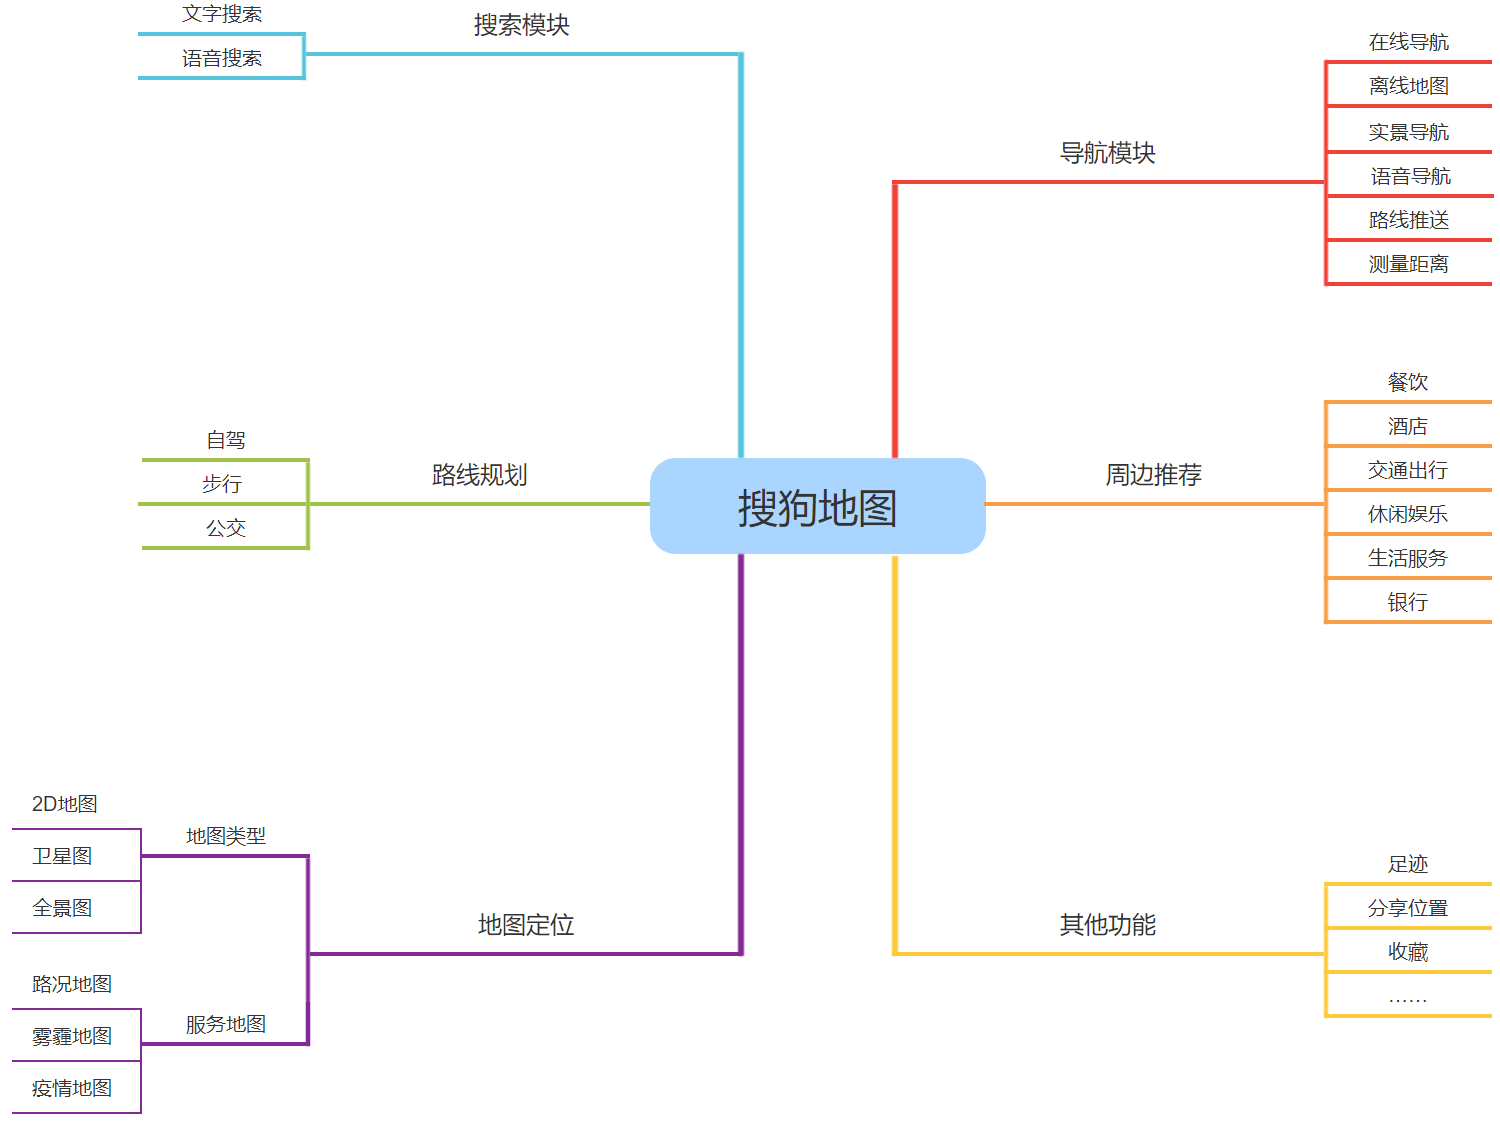 搜狗地图
搜索模块
文字搜索
语音搜索
路线规划
自驾
步行
公交
地图定位
地图类型
2D地图
卫星图
全景图
服务地图
路况地图
雾霾地图
疫情地图
导航模块
在线导航
离线地图
实景导航
语音导航
路线推送
测量距离
周边推荐
餐饮
酒店
交通出行
休闲娱乐
生活服务
银行
其他功能
足迹
分享位置
收藏
……